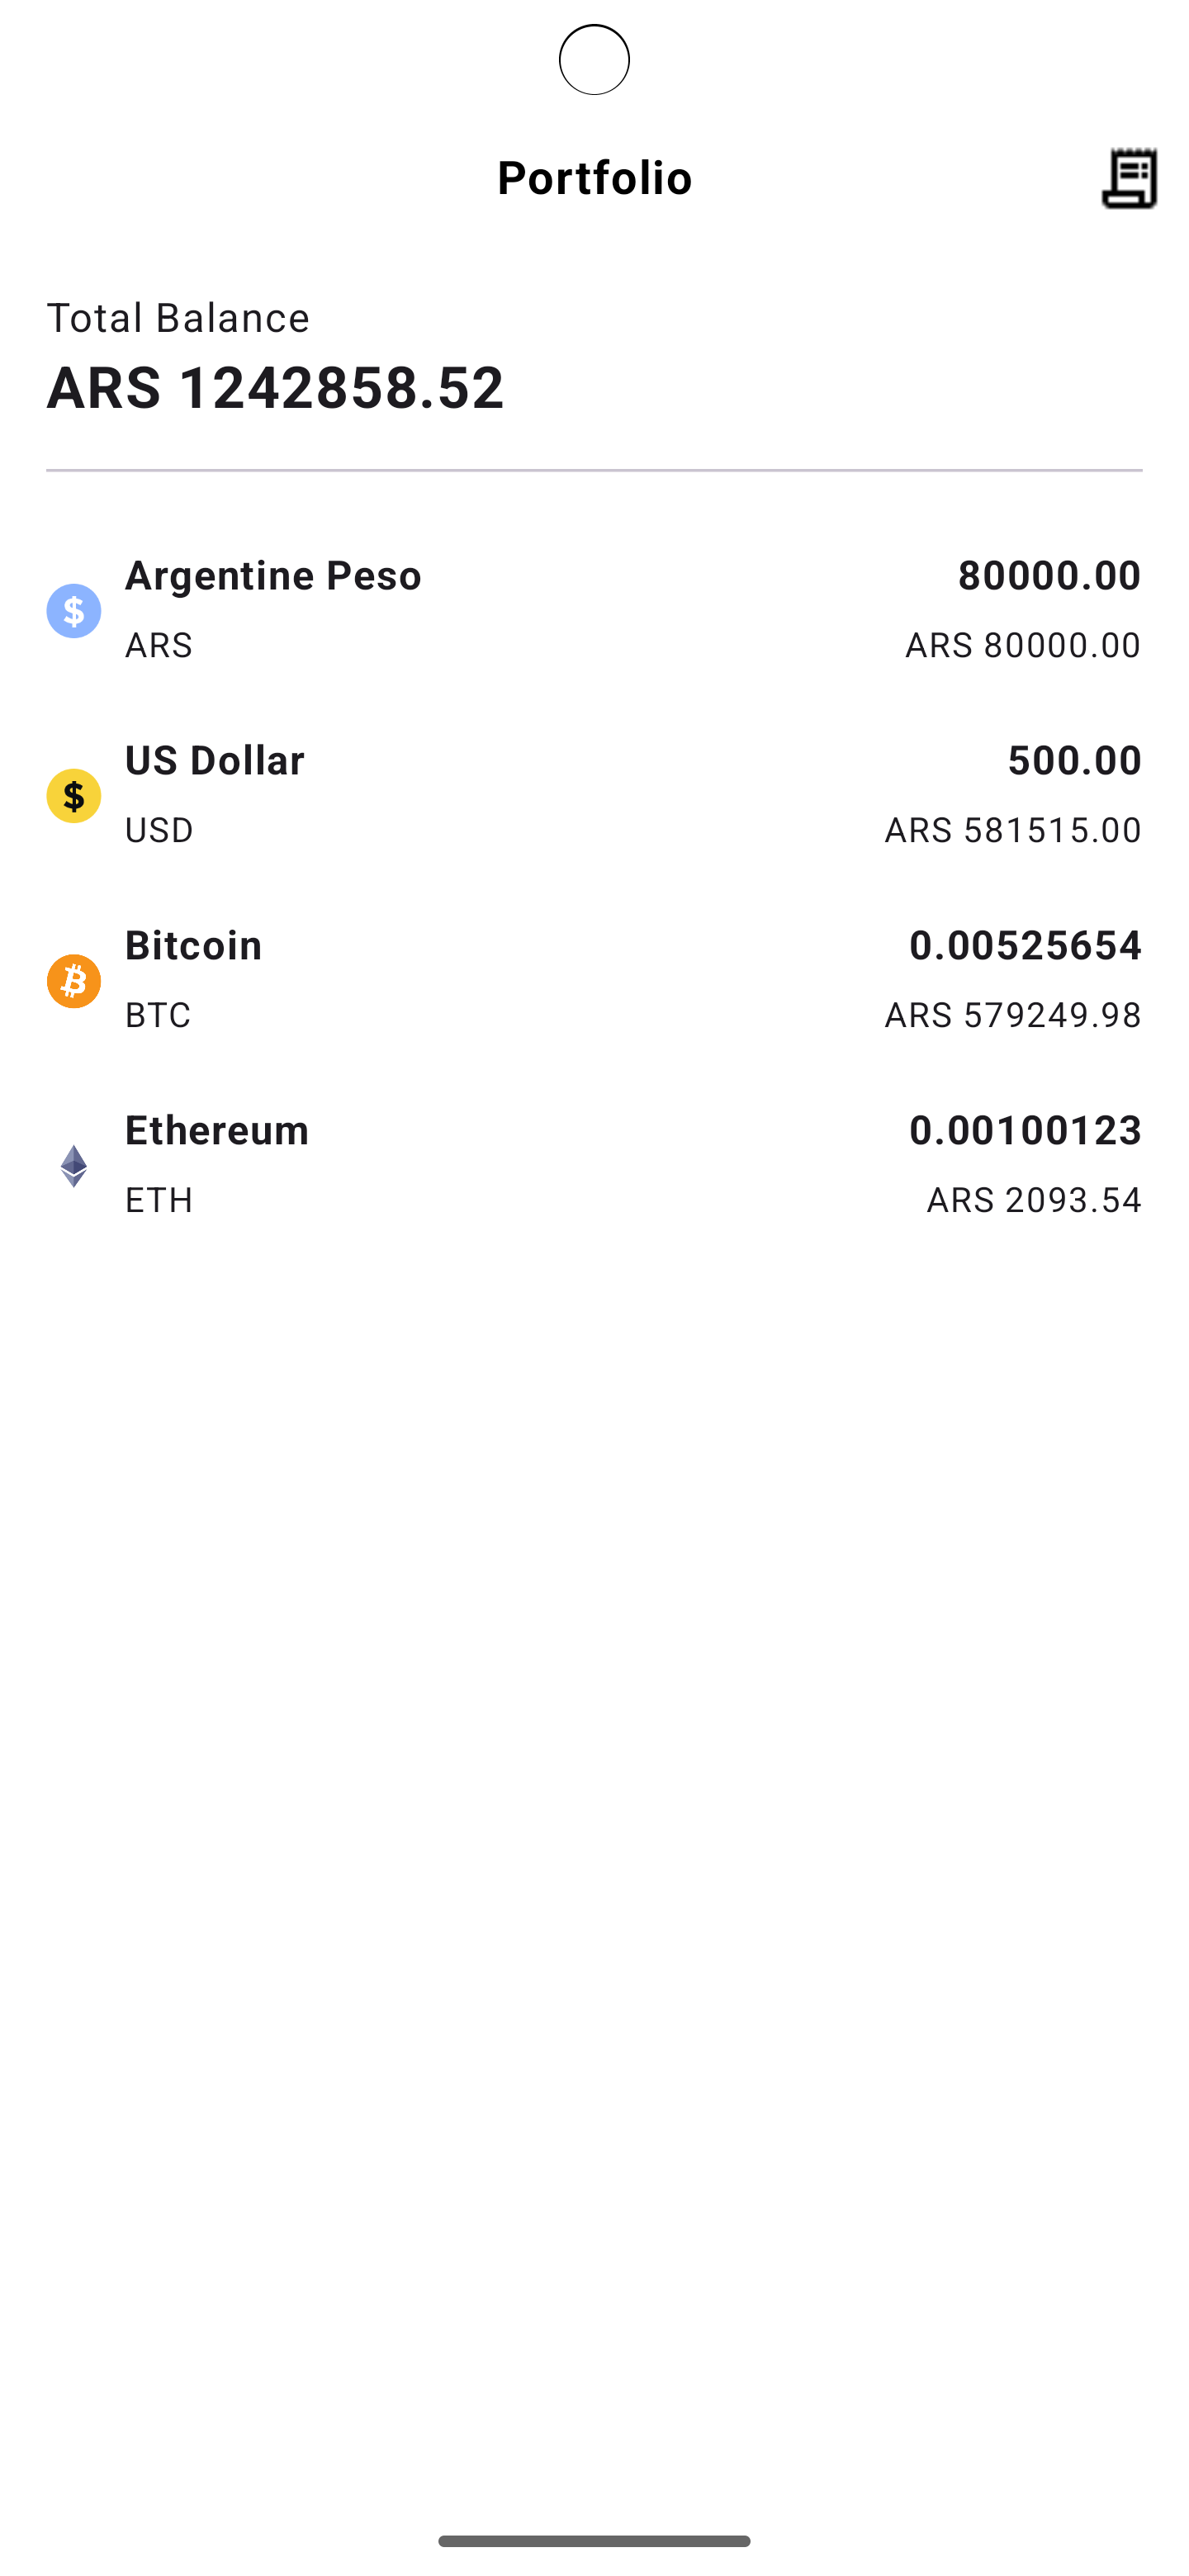 Portfolio
Total Balance
ARS 1242858.52
Argentine Peso 80000.00
ARS ARS 80000.00
US Dollar 500.00
USD ARS 581515.00
Bitcoin 0.00525654
BTC ARS 579249.98
Ethereum 0.00100123
ETH ARS 2093.54